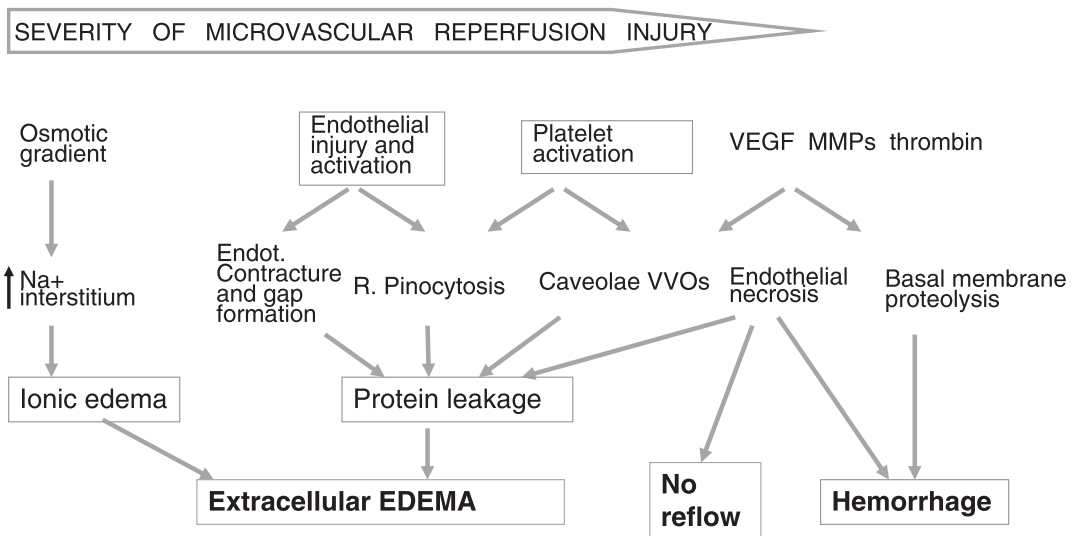 SEVERITY OF MICROVASCULAR REPERFUSION INJURY
Osmotic
gradient
Endothelial
injury and
activation
Platelet
activation
VEGF MMPs thrombin
Na+
interstitium
Endot.
Contracture
and gap
formation
R. Pinocytosis
Caveolae VVOs
Endothelial
necrosis
Basal membrane
proteolysis
Ionic edema
Protein leakage
Extracellular EDEMA
No
reflow
Hemorrhage